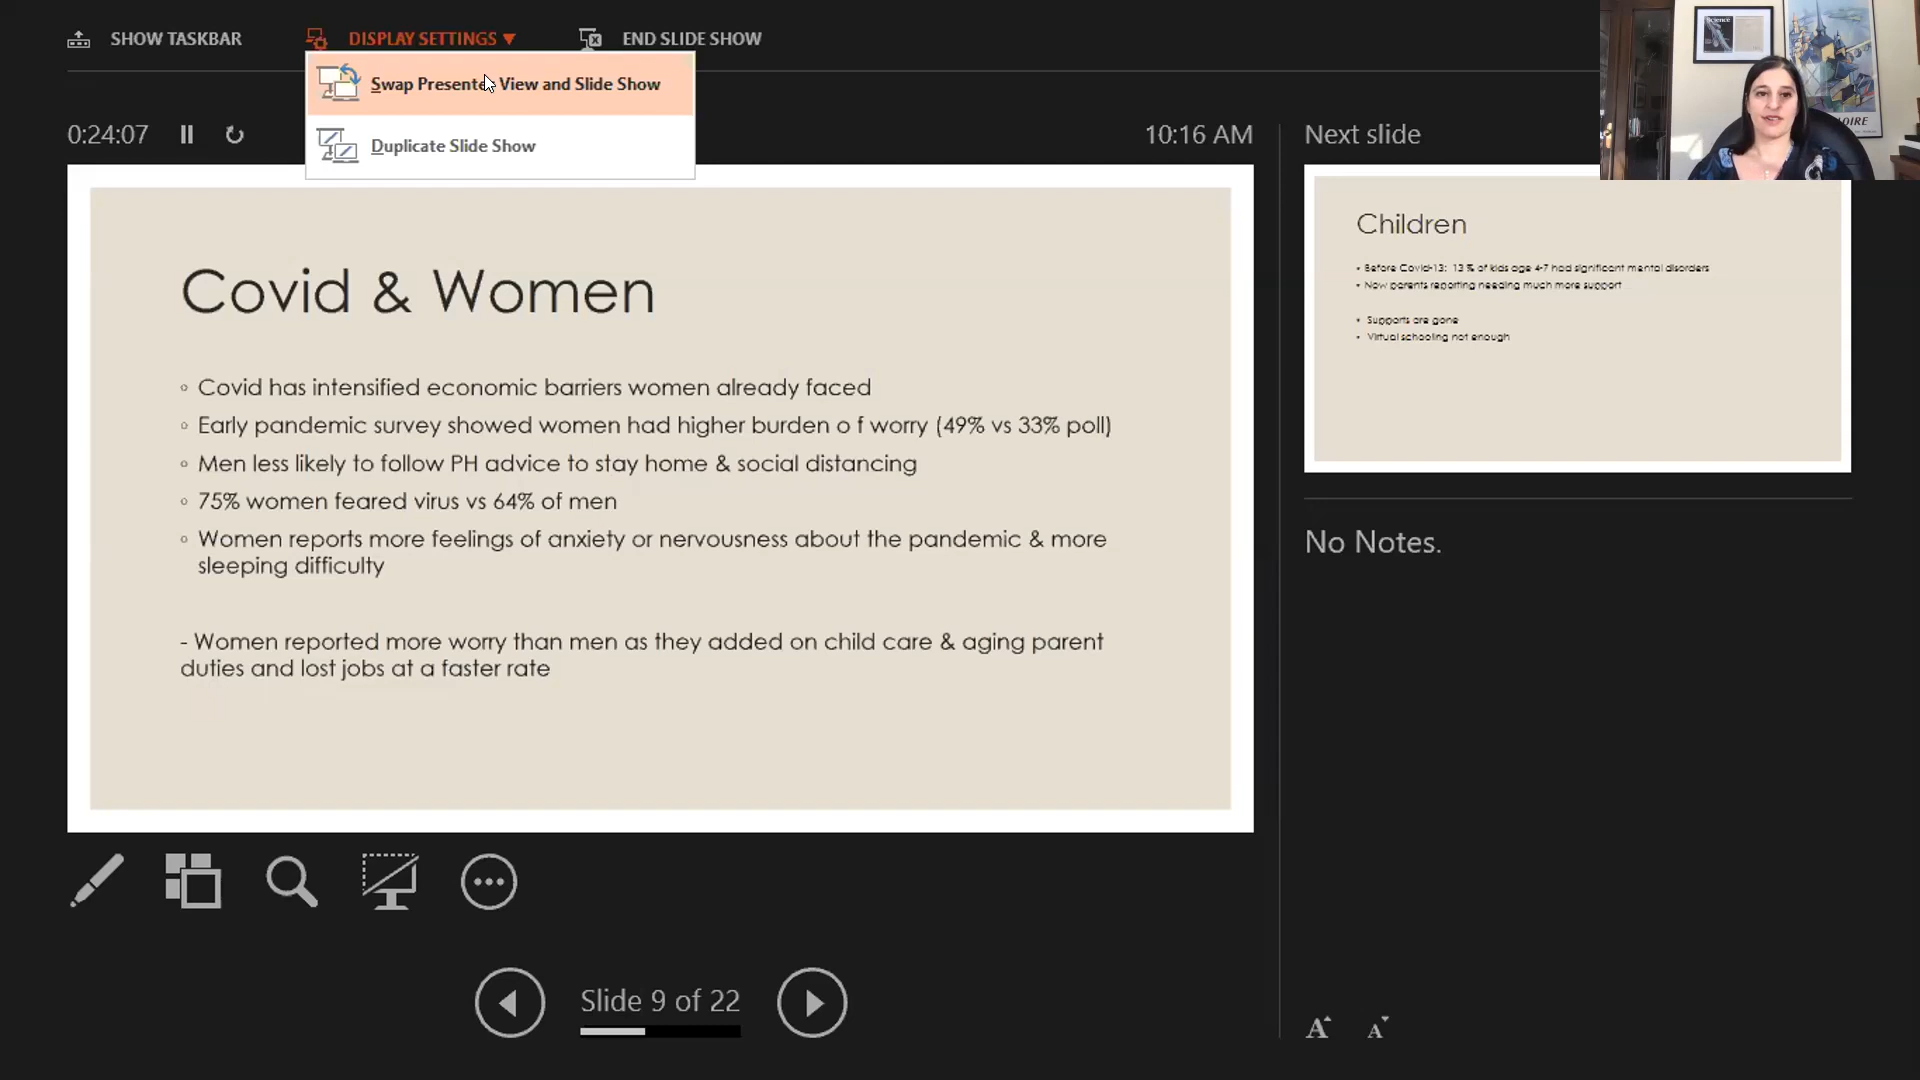 SHOW TASKBAR
DISPLAY SETTINGS ▼
END SLIDE SHOW
Swap Presenter View and Slide Show
Duplicate Slide Show
0:24:07
10:16 AM
Next slide
Covid & Women
◦ Covid has intensified economic barriers women already faced
◦ Early pandemic survey showed women had higher burden o f worry (49% vs 33% poll)
◦ Men less likely to follow PH advice to stay home & social distancing
◦ 75% women feared virus vs 64% of men
◦ Women reports more feelings of anxiety or nervousness about the pandemic & more
sleeping difficulty
- Women reported more worry than men as they added on child care & aging parent
duties and lost jobs at a faster rate
Children
• Before Covid-13: 13 % of kids age 4-7 had significant mental disorders
• Now parents reporting needing much more support
• Supports are gone
• Virtual schooling not enough
No Notes.
Slide 9 of 22
A A
Science
OIRE